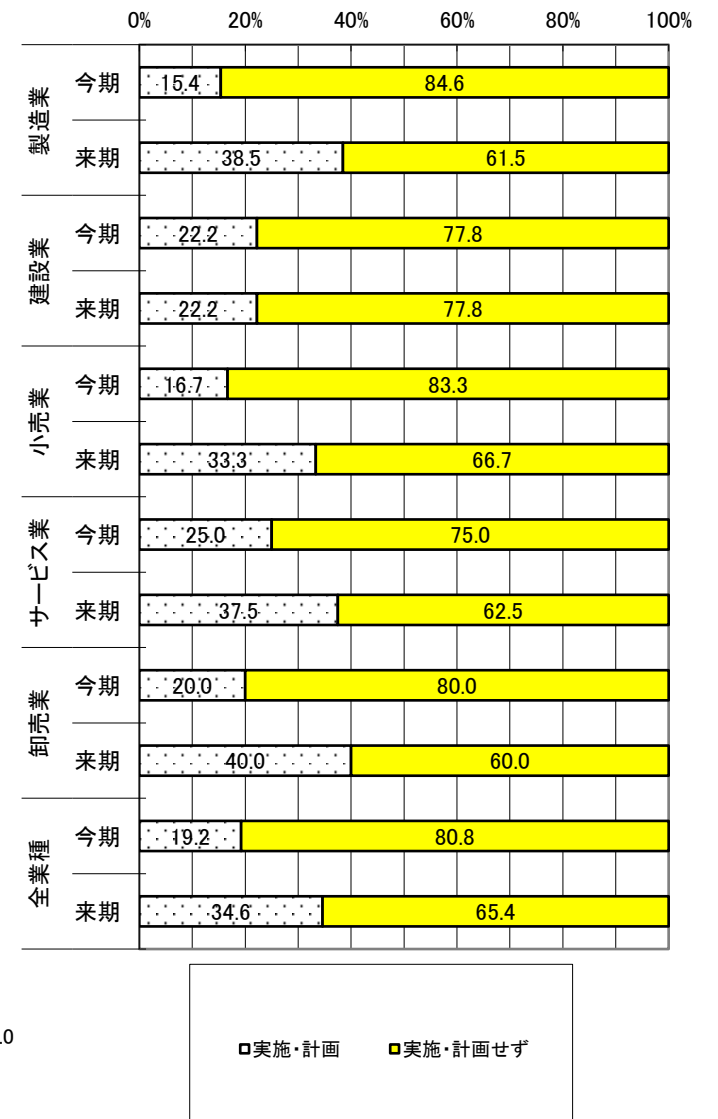 0% 20% 40% 60% 80% 100%
製造業
今期 15.4 84.6
来期 38.5 61.5
建設業
今期 22.2 77.8
来期 22.2 77.8
小売業
今期 16.7 83.3
来期 33.3 66.7
サービス業
今期 25.0 75.0
来期 37.5 62.5
卸売業
今期 20.0 80.0
来期 40.0 60.0
全業種
今期 19.2 80.8
来期 34.6 65.4
実施・計画 実施・計画せず